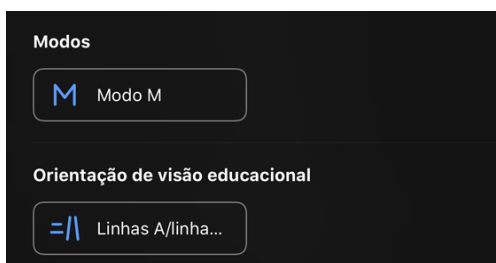 Modos
Modo M
Orientação de visão educacional
Linhas A/linha...